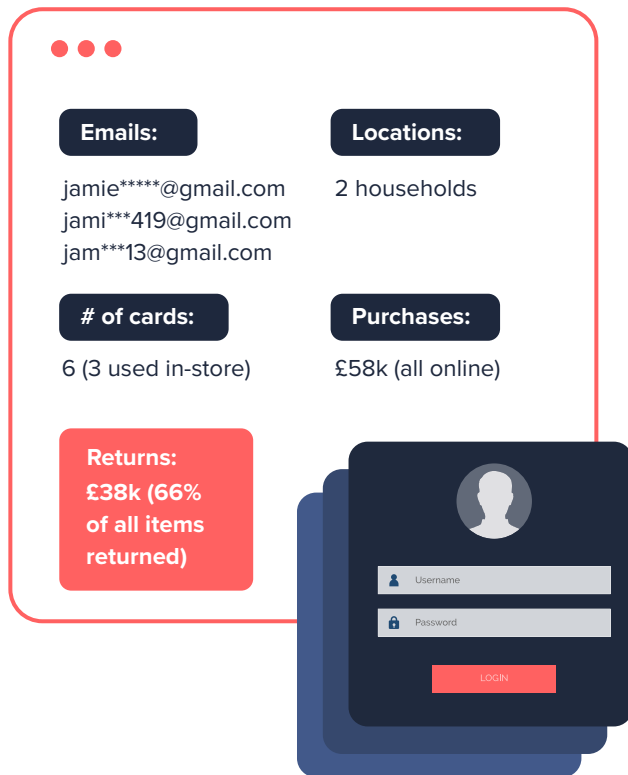 Emails:
jamie*****@gmail.com
jami***419@gmail.com
jam***13@gmail.com
Locations:
2 households
# of cards:
6 (3 used in-store)
Purchases:
£58k (all online)
Returns:
£38k (66%
of all items
returned)
Username
Password
LOGIN